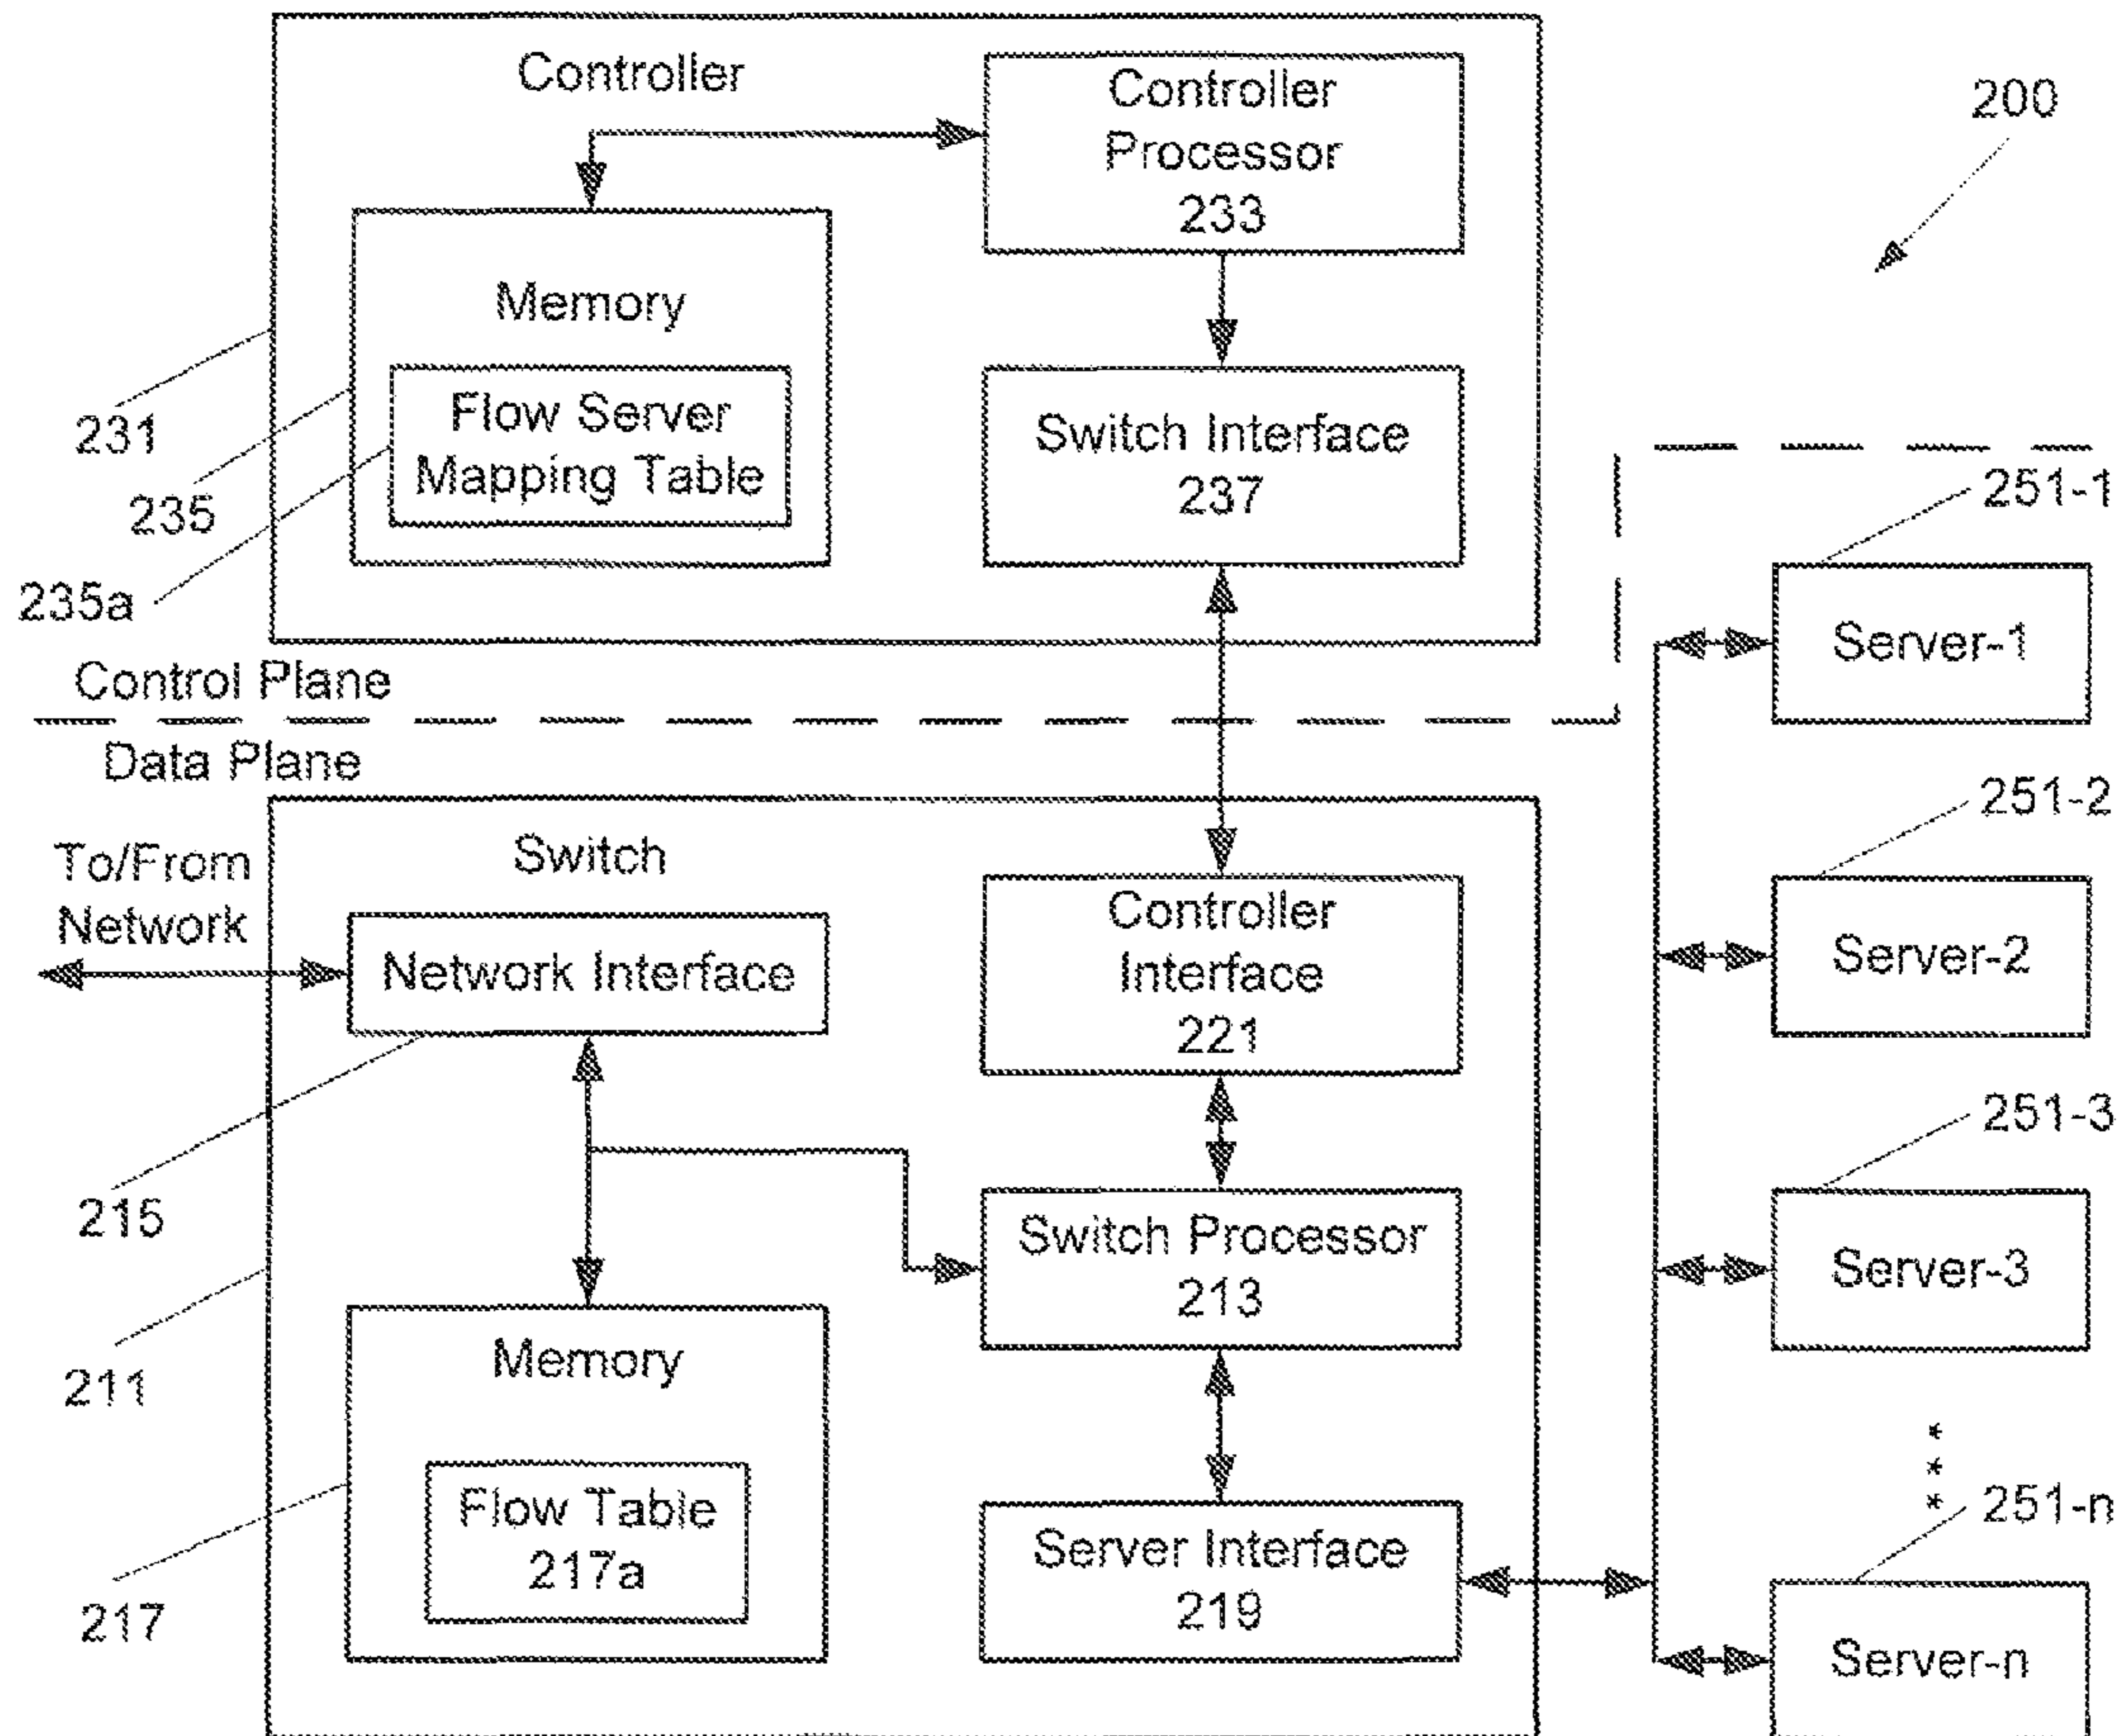 Controller
Controller
Processor
233
200
Memory
Flow Server
Mapping Table
Switch Interface
237
231
235
235a
251-1
Server-1
Control Plane
Data Plane
251-2
Server-2
To/From
Network
Switch
Network Interface
Controller
Interface
221
251-3
Server-3
215
Switch Processor
213
211
Memory
Flow Table
217a
217
Server Interface
219
*
*
*
251-n
Server-n